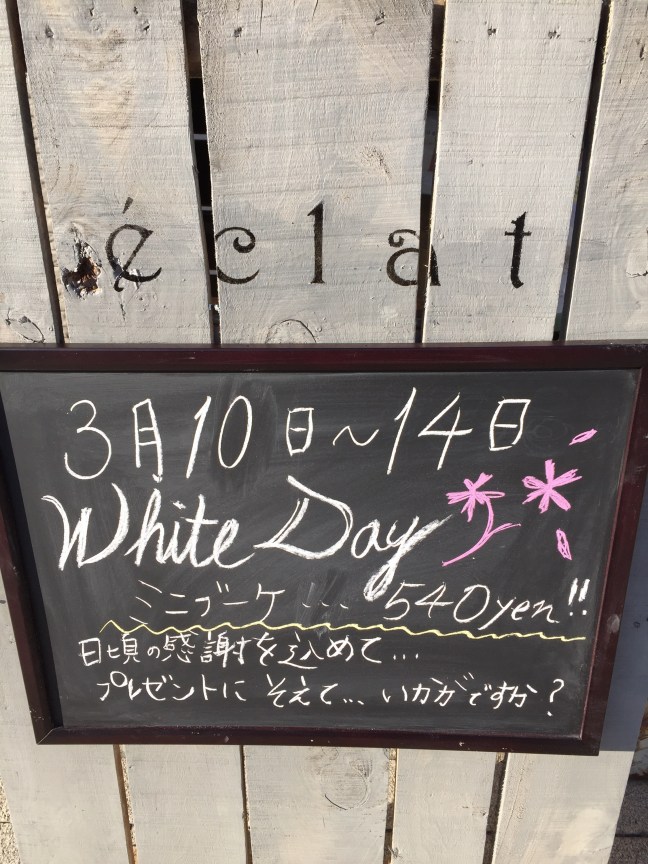 éclat
3月10日~14日
White Day
ミニブーケ... 540yen!!
日頃の感謝を込めて...
プレゼントに そえて... いかがですか?